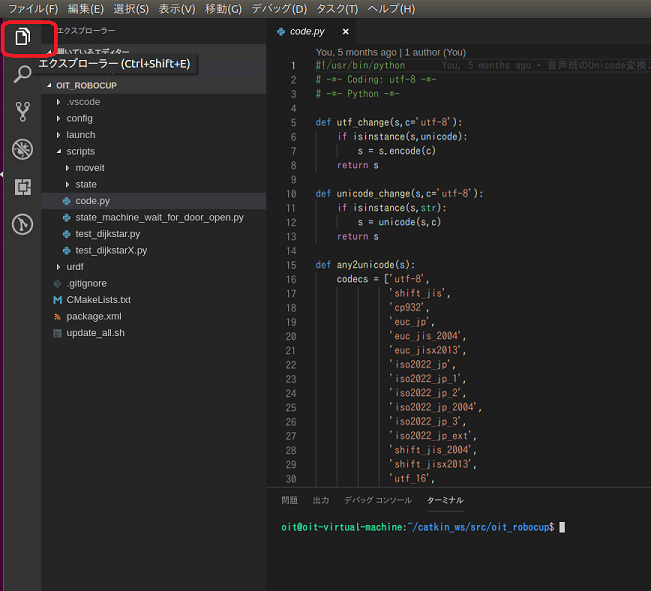 ファイル(F) 編集(E) 選択(S) 表示(V) 移動(G) デバッグ(D) タスク(T) ヘルプ(H)
エクスプローラー
開いているエディター
エクスプローラー (Ctrl+Shift+E)
OIT_ROBOCUP
.vscode
config
launch
scripts
moveit
state
code.py
state_machine_wait_for_door_open.py
test_dijkstar.py
test_dijkstarX.py
urdf
.gitignore
CMakeLists.txt
package.xml
update_all.sh
code.py
You, 5 months ago | 1 author (You)
1 #!/usr/bin/python You, 5 months ago • 音声班のUnicode変換
2 # -*- Coding: utf-8 -*-
3 # -*- Python -*-
4
5 def utf_change(s,c='utf-8'):
6 if isinstance(s,unicode):
7 s = s.encode(c)
8 return s
9
10 def unicode_change(s,c='utf-8'):
11 if isinstance(s,str):
12 s = unicode(s,c)
13 return s
14
15 def any2unicode(s):
16 codecs = ['utf-8',
17 'shift_jis',
18 'cp932',
19 'euc_jp',
20 'euc_jis_2004',
21 'euc_jisx2013',
22 'iso2022_jp',
23 'iso2022_jp_1',
24 'iso2022_jp_2',
25 'iso2022_jp_2004',
26 'iso2022_jp_3',
27 'iso2022_jp_ext',
28 'shift_jis_2004',
29 'shift_jisx2013',
30 'utf_16',
問題 出力 デバッグ コンソール ターミナル
oit@oit-virtual-machine:~/catkin_ws/src/oit_robocup$